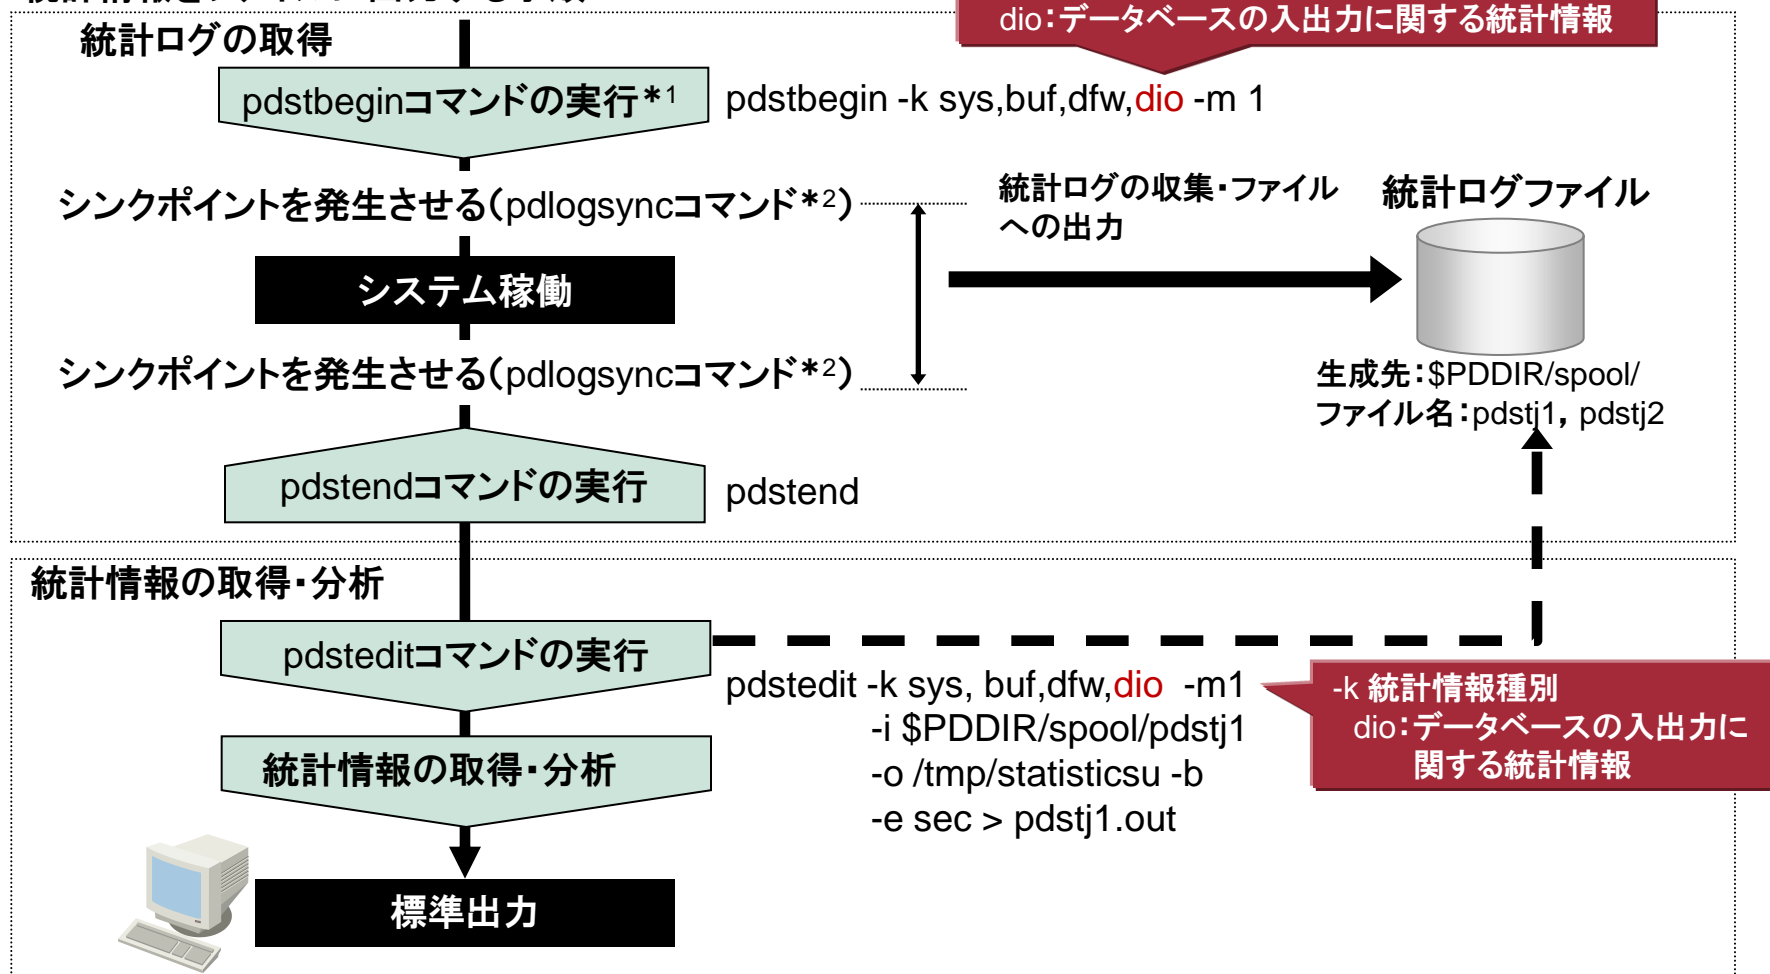 dio：データベースの入出力に関する統計情報
統計ログの取得
pdstbeginコマンドの実行*1
pdstbegin -k sys,buf,dfw,dio -m 1
シンクポイントを発生させる（pdlogsyncコマンド*2）
統計ログの収集・ファイル
への出力
統計ログファイル
システム稼働
シンクポイントを発生させる（pdlogsyncコマンド*2）
生成先：$PDDIR/spool/
ファイル名：pdstj1, pdstj2
pdstendコマンドの実行
pdstend
統計情報の取得・分析
pdsteditコマンドの実行
pdstedit -k sys, buf,dfw,dio -m1
-i $PDDIR/spool/pdstj1
-o /tmp/statisticsu -b
-e sec > pdstj1.out
-k 統計情報種別
dio：データベースの入出力に
関する統計情報
統計情報の取得・分析
標準出力